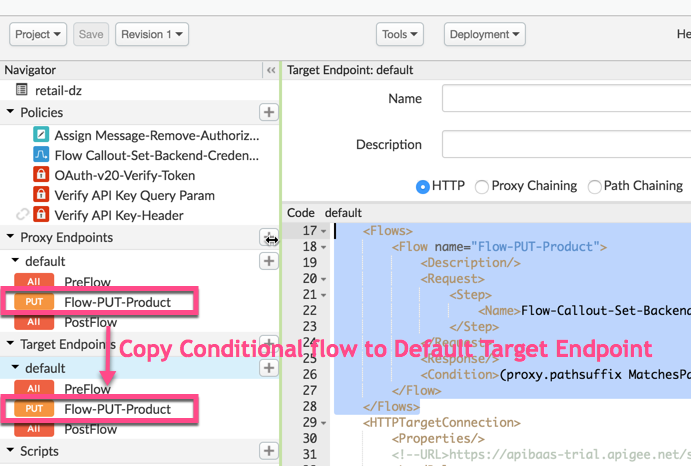 Project
Save
Revision 1
Tools
Deployment
He
Navigator
Target Endpoint: default
retail-dz
Policies
Assign Message-Remove-Authoriz...
Flow Callout-Set-Backend-Creden...
OAuth-v20-Verify-Token
Verify API Key Query Param
Verify API Key-Header
Proxy Endpoints
default
All PreFlow
PUT Flow-PUT-Product
All PostFlow
Target Endpoints
default
All PreFlow
PUT Flow-PUT-Product
All PostFlow
Scripts
Name
Description
HTTP Proxy Chaining Path Chaining
Code default
17 <Flows>
18 <Flow name="Flow-PUT-Product">
19 <Description/>
20 <Request>
21 <Step>
22 <Name>Flow-Callout-Set-Backend
23 </Step>
24 </Request>
25 <Response/>
26 <Condition>(proxy.pathsuffix MatchesPa
27 </Flow>
28 </Flows>
29 <HTTPTargetConnection>
30 <Properties/>
31 <!--URL>https://apibaas-trial.apigee.net/s
Copy Conditional flow to Default Target Endpoint